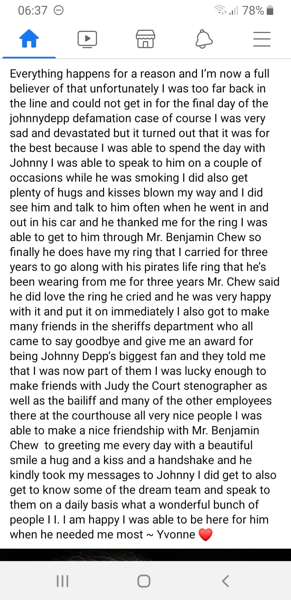 06:37 78%
Everything happens for a reason and I'm now a full
believer of that unfortunately I was too far back in
the line and could not get in for the final day of the
johnnydepp defamation case of course I was very
sad and devastated but it turned out that it was for
the best because I was able to spend the day with
Johnny I was able to speak to him on a couple of
occasions while he was smoking I did also get
plenty of hugs and kisses blown my way and I did
see him and talk to him often when he went in and
out in his car and he thanked me for the ring I was
able to get to him through Mr. Benjamin Chew so
finally he does have my ring that I carried for three
years to go along with his pirates life ring that he's
been wearing from me for three years Mr. Chew said
he did love the ring he cried and he was very happy
with it and put it on immediately I also got to make
many friends in the sheriffs department who all
came to say goodbye and give me an award for
being Johnny Depp's biggest fan and they told me
that I was now part of them I was lucky enough to
make friends with Judy the Court stenographer as
well as the bailiff and many of the other employees
there at the courthouse all very nice people I was
able to make a nice friendship with Mr. Benjamin
Chew  to greeting me every day with a beautiful
smile a hug and a kiss and a handshake and he
kindly took my messages to Johnny I did get to also
get to know some of the dream team and speak to
them on a daily basis what a wonderful bunch of
people I I. I am happy I was able to be here for him
when he needed me most ~ Yvonne ❤️